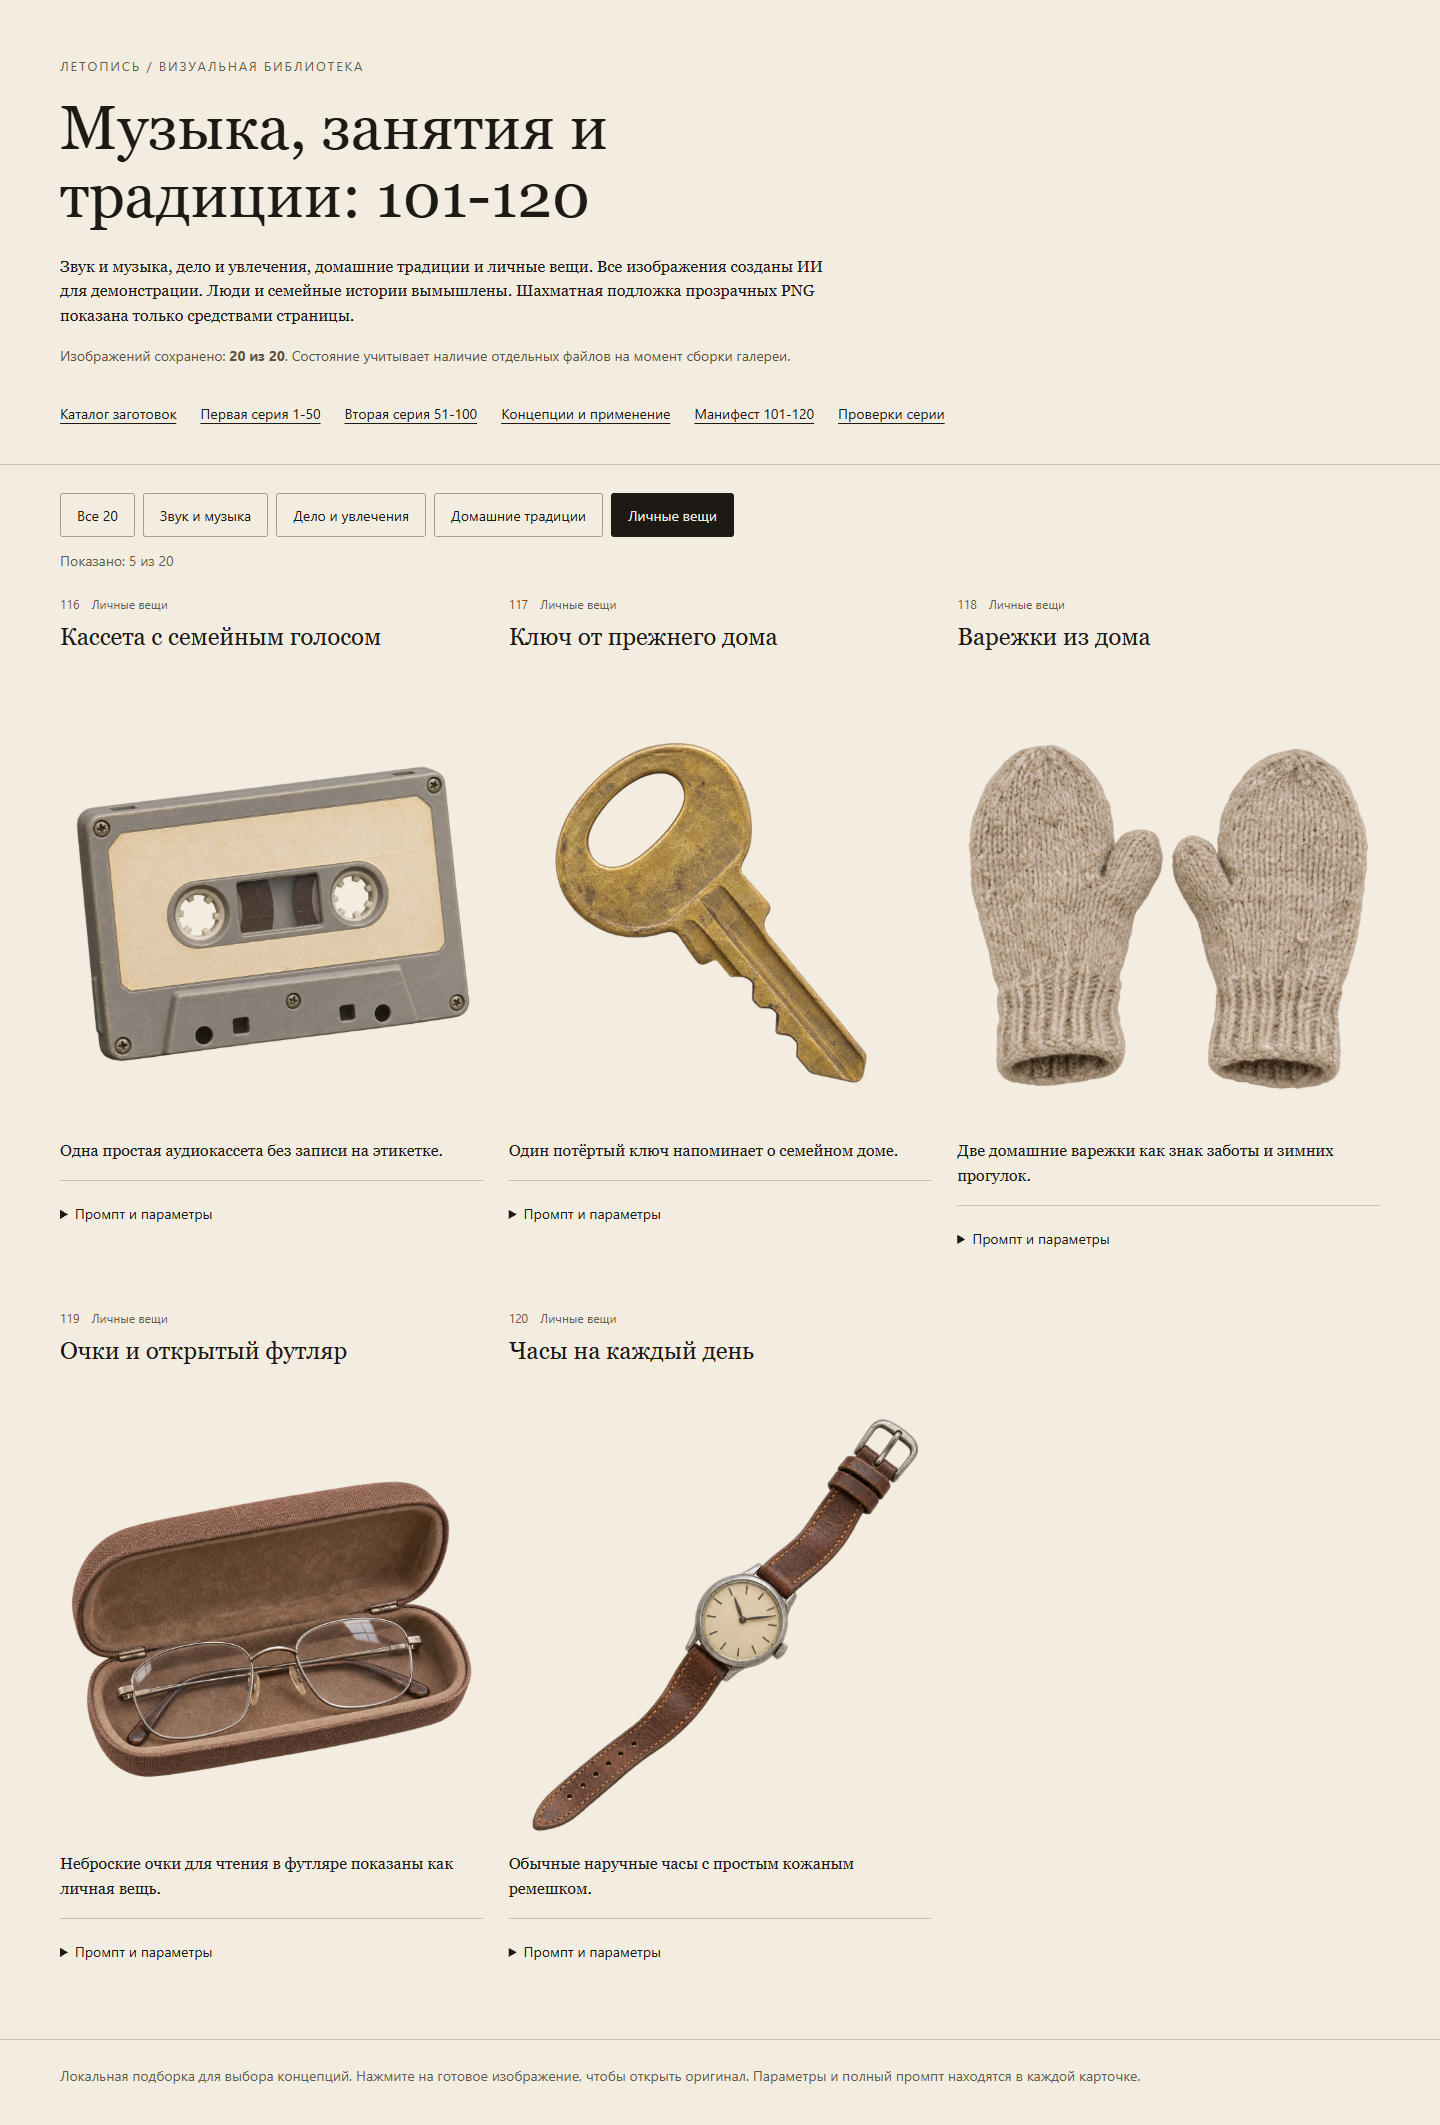 ЛЕТОПИСЬ / ВИЗУАЛЬНАЯ БИБЛИОТЕКА
Музыка, занятия и
традиции: 101-120
Звук и музыка, дело и увлечения, домашние традиции и личные вещи. Все изображения созданы ИИ
для демонстрации. Люди и семейные истории вымышлены. Шахматная подложка прозрачных PNG
показана только средствами страницы.
Изображений сохранено: 20 из 20. Состояние учитывает наличие отдельных файлов на момент сборки галереи.
Каталог заготовок Первая серия 1-50 Вторая серия 51-100 Концепции и применение Манифест 101-120 Проверки серии
Все 20 Звук и музыка Дело и увлечения Домашние традиции Личные вещи
Показано: 5 из 20
116 Личные вещи
Кассета с семейным голосом
Одна простая аудиокассета без записи на этикетке.
Промпт и параметры
117 Личные вещи
Ключ от прежнего дома
Один потёртый ключ напоминает о семейном доме.
Промпт и параметры
118 Личные вещи
Варежки из дома
Две домашние варежки как знак заботы и зимних
прогулок.
Промпт и параметры
119 Личные вещи
Очки и открытый футляр
Неброские очки для чтения в футляре показаны как
личная вещь.
Промпт и параметры
120 Личные вещи
Часы на каждый день
Обычные наручные часы с простым кожаным
ремешком.
Промпт и параметры
Локальная подборка для выбора концепций. Нажмите на готовое изображение, чтобы открыть оригинал. Параметры и полный промпт находятся в каждой карточке.